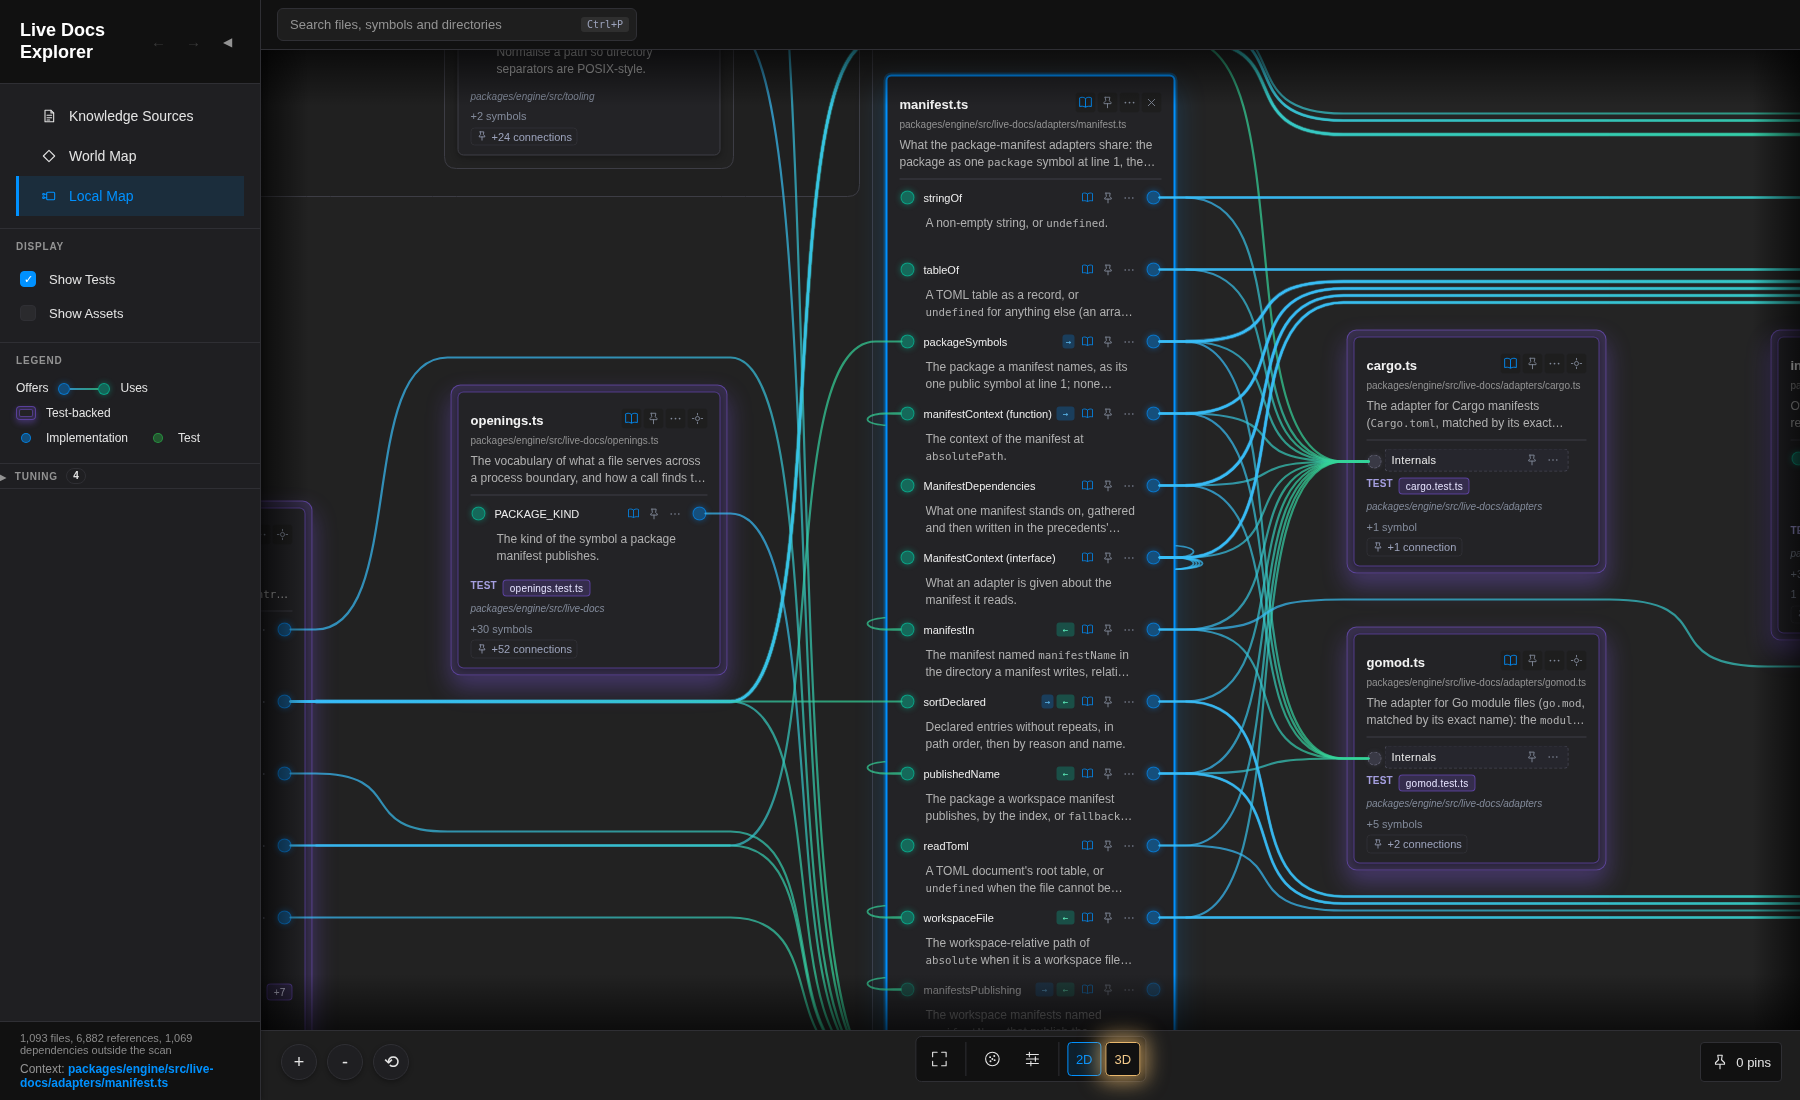 Live Docs
Explorer
Search files, symbols and directories
Ctrl+P
Knowledge Sources
World Map
Local Map
DISPLAY
Show Tests
Show Assets
LEGEND
Offers
Uses
Test-backed
Implementation
Test
TUNING
4
1,093 files, 6,882 references, 1,069
dependencies outside the scan
Context: packages/engine/src/live-
docs/adapters/manifest.ts
+7
Normalise a path so directory
separators are POSIX-style.
packages/engine/src/tooling
+2 symbols
+24 connections
openings.ts
packages/engine/src/live-docs/openings.ts
The vocabulary of what a file serves across
a process boundary, and how a call finds t…
PACKAGE_KIND
The kind of the symbol a package
manifest publishes.
TEST
openings.test.ts
packages/engine/src/live-docs
+30 symbols
+52 connections
manifest.ts
packages/engine/src/live-docs/adapters/manifest.ts
What the package-manifest adapters share: the
package as one package symbol at line 1, the…
stringOf
A non-empty string, or undefined.
tableOf
A TOML table as a record, or
undefined for anything else (an arra…
packageSymbols
The package a manifest names, as its
one public symbol at line 1; none…
manifestContext (function)
The context of the manifest at
absolutePath.
ManifestDependencies
What one manifest stands on, gathered
and then written in the precedents'…
ManifestContext (interface)
What an adapter is given about the
manifest it reads.
manifestIn
The manifest named manifestName in
the directory a manifest writes, relati…
sortDeclared
Declared entries without repeats, in
path order, then by reason and name.
publishedName
The package a workspace manifest
publishes, by the index, or fallback…
readToml
A TOML document's root table, or
undefined when the file cannot be…
workspaceFile
The workspace-relative path of
absolute when it is a workspace file…
manifestsPublishing
The workspace manifests named
cargo.ts
packages/engine/src/live-docs/adapters/cargo.ts
The adapter for Cargo manifests
(Cargo.toml, matched by its exact…
Internals
TEST
cargo.test.ts
packages/engine/src/live-docs/adapters
+1 symbol
+1 connection
gomod.ts
packages/engine/src/live-docs/adapters/gomod.ts
The adapter for Go module files (go.mod,
matched by its exact name): the modul…
Internals
TEST
gomod.test.ts
packages/engine/src/live-docs/adapters
+5 symbols
+2 connections
+
-
2D
3D
0 pins